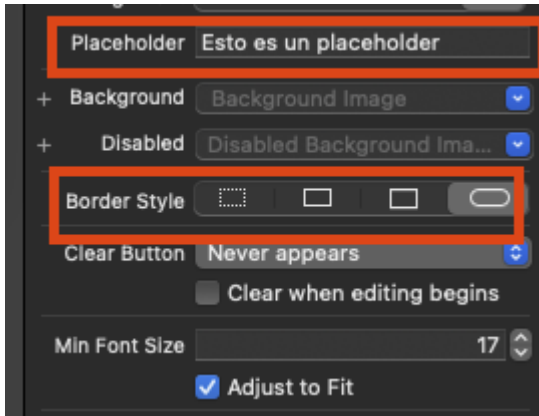 Placeholder Esto es un placeholder
+ Background Background Image
+ Disabled Disabled Background Ima...
Border Style
Clear Button Never appears
Clear when editing begins
Min Font Size 17
Adjust to Fit